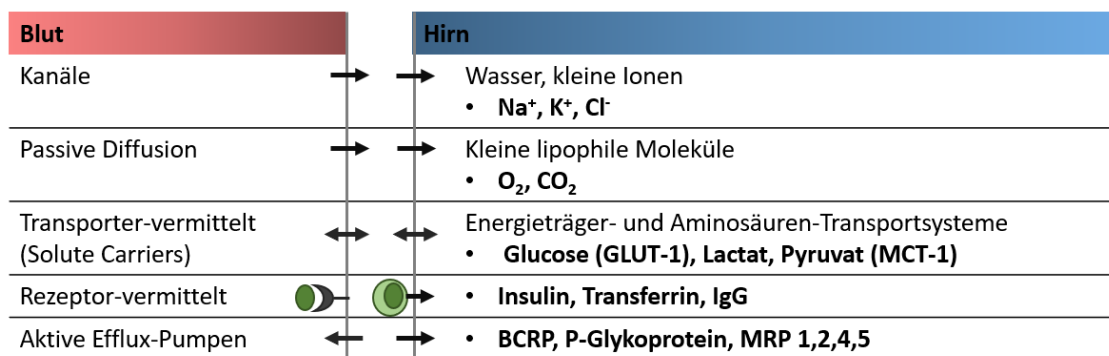 Blut Hirn
Kanäle Wasser, kleine Ionen
• Na⁺, K⁺, Cl⁻
Passive Diffusion Kleine lipophile Moleküle
• O₂, CO₂
Transporter-vermittelt Energieträger- und Aminosäuren-Transportsysteme
(Solute Carriers) • Glucose (GLUT-1), Lactat, Pyruvat (MCT-1)
Rezeptor-vermittelt • Insulin, Transferrin, IgG
Aktive Efflux-Pumpen • BCRP, P-Glykoprotein, MRP 1,2,4,5